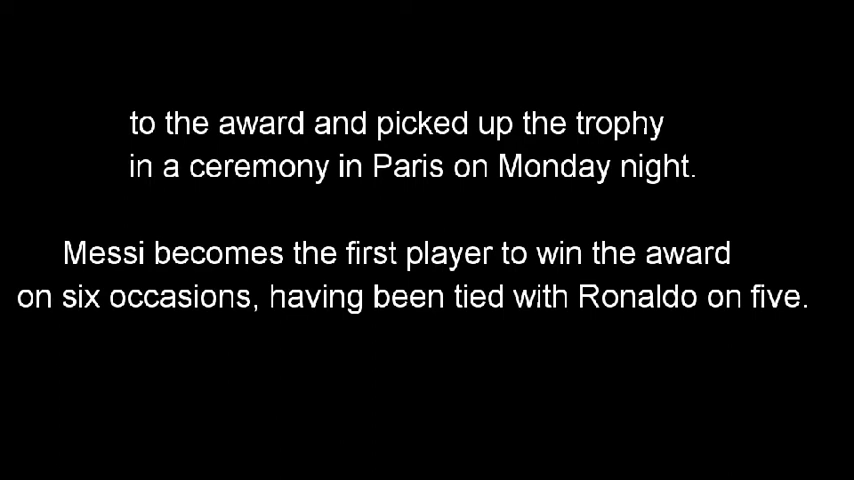 to the award and picked up the trophy
in a ceremony in Paris on Monday night.
Messi becomes the first player to win the award
on six occasions, having been tied with Ronaldo on five.